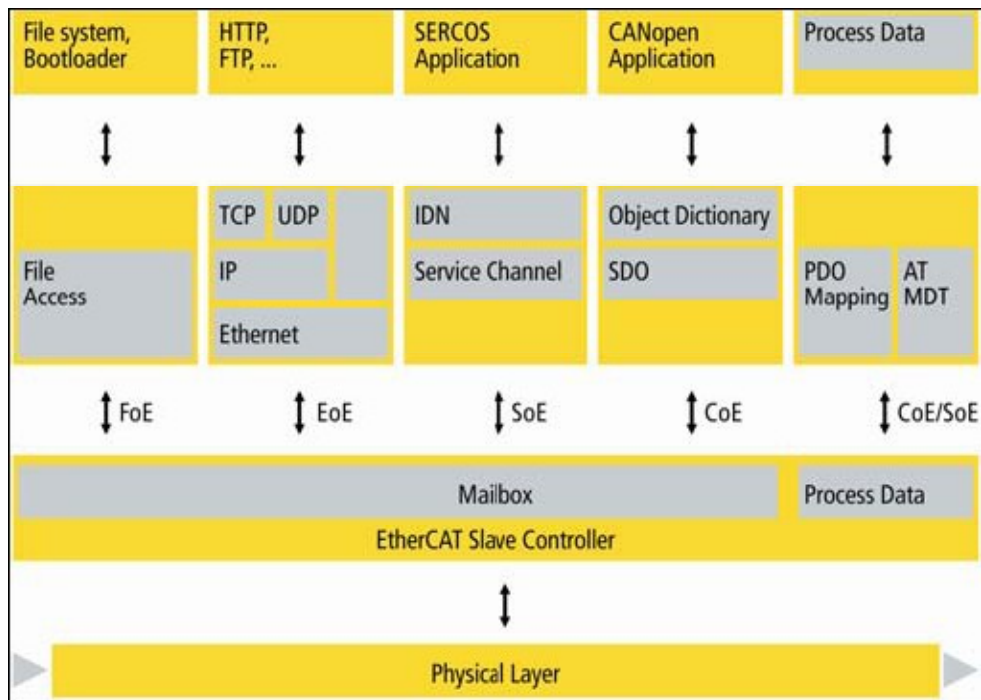 File system,
Bootloader
HTTP,
FTP, ...
SERCOS
Application
CANopen
Application
Process Data
File
Access
TCP UDP
IP
Ethernet
IDN
Service Channel
Object Dictionary
SDO
PDO
Mapping
AT
MDT
FoE
EoE
SoE
CoE
CoE/SoE
Mailbox
Process Data
EtherCAT Slave Controller
Physical Layer